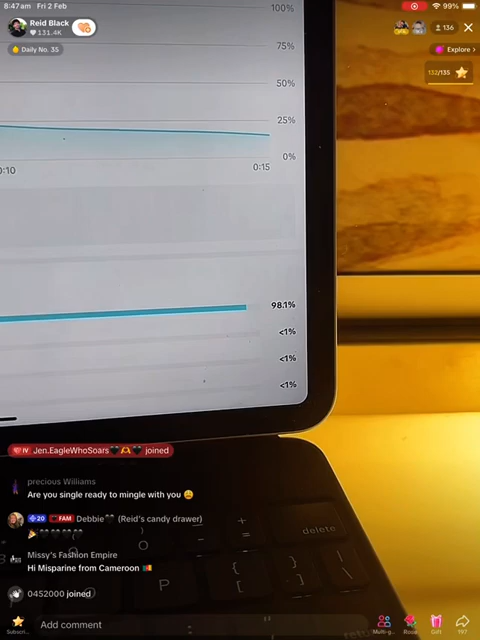 8:47am Fri 2 Feb
99%
Reid Black
131.4K
136
Daily No. 35
Explore >
132/135
100%
75%
50%
25%
0%
0:10
0:15
98.1%
<1%
<1%
<1%
IV Jen.EagleWhoSoars🖤🫶🖤 joined
precious Williams
Are you single ready to mingle with you 😩
20 FAM Debbie🖤 (Reid's candy drawer)
🎉🖤🖤🖤🖤
Missy's Fashion Empire
Hi Misparine from Cameroon 🇨🇲
0452000 joined
delete
+
=
-
O
P
{
[
}
]
|
\
Add comment
Subscri...
Multi-g...
Rose
Gift
197